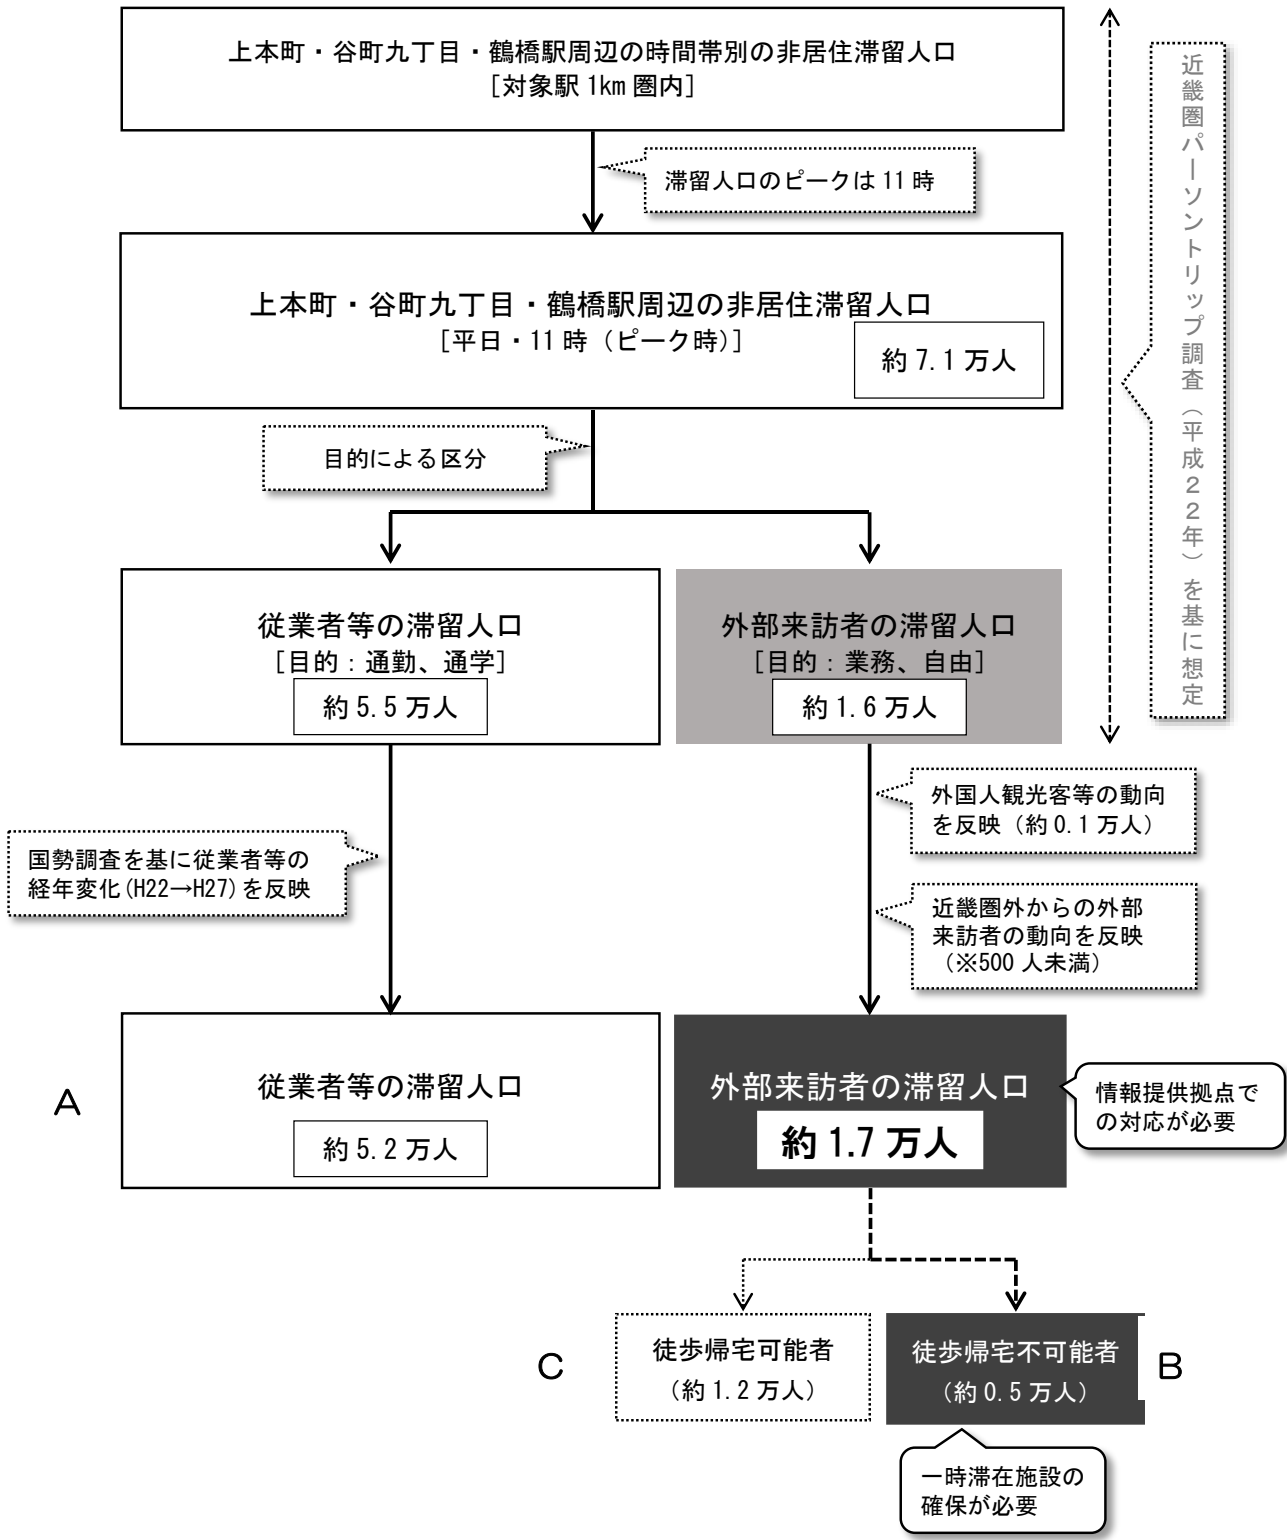 上本町・谷町九丁目・鶴橋駅周辺の時間帯別の非居住滞留人口
[対象駅 1km 圏内]
滞留人口のピークは 11 時
近畿圏パーソントリップ調査（平成２２年）を基に想定
上本町・谷町九丁目・鶴橋駅周辺の非居住滞留人口
[平日・11 時（ピーク時)]
約 7.1 万人
目的による区分
従業者等の滞留人口
[目的：通勤、通学]
約 5.5 万人
外部来訪者の滞留人口
[目的：業務、自由]
約 1.6 万人
外国人観光客等の動向
を反映（約 0.1 万人）
国勢調査を基に従業者等の
経年変化(H22→H27)を反映
近畿圏外からの外部
来訪者の動向を反映
（※500 人未満）
A
従業者等の滞留人口
約 5.2 万人
外部来訪者の滞留人口
約 1.7 万人
情報提供拠点で
の対応が必要
C
徒歩帰宅可能者
（約 1.2 万人）
徒歩帰宅不可能者
（約 0.5 万人）
B
一時滞在施設の
確保が必要